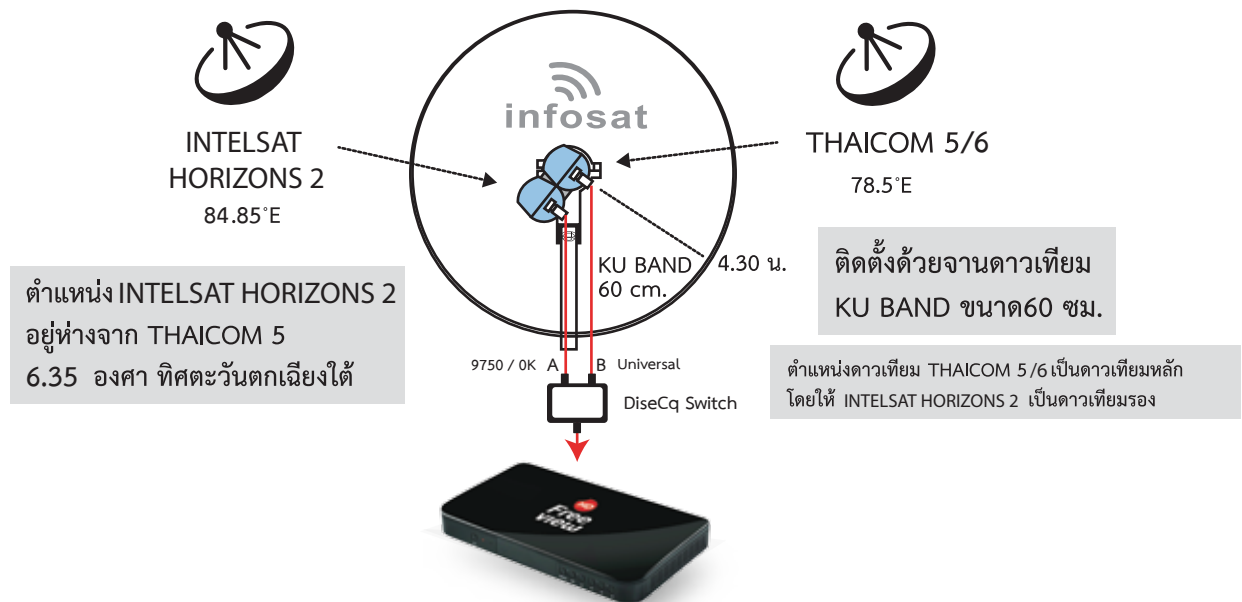 infosat
INTELSAT
HORIZONS 2
84.85°E
THAICOM 5/6
78.5°E
ตำแหน่ง INTELSAT HORIZONS 2
อยู่ห่างจาก THAICOM 5
6.35 องศา ทิศตะวันตกเฉียงใต้
KU BAND
60 cm.
4.30 น.
ติดตั้งด้วยจานดาวเทียม
KU BAND ขนาด60 ซม.
ตำแหน่งดาวเทียม THAICOM 5/6 เป็นดาวเทียมหลัก
โดยให้ INTELSAT HORIZONS 2 เป็นดาวเทียมรอง
9750 / 0K A B Universal
DiseCq Switch
HD
Free
view